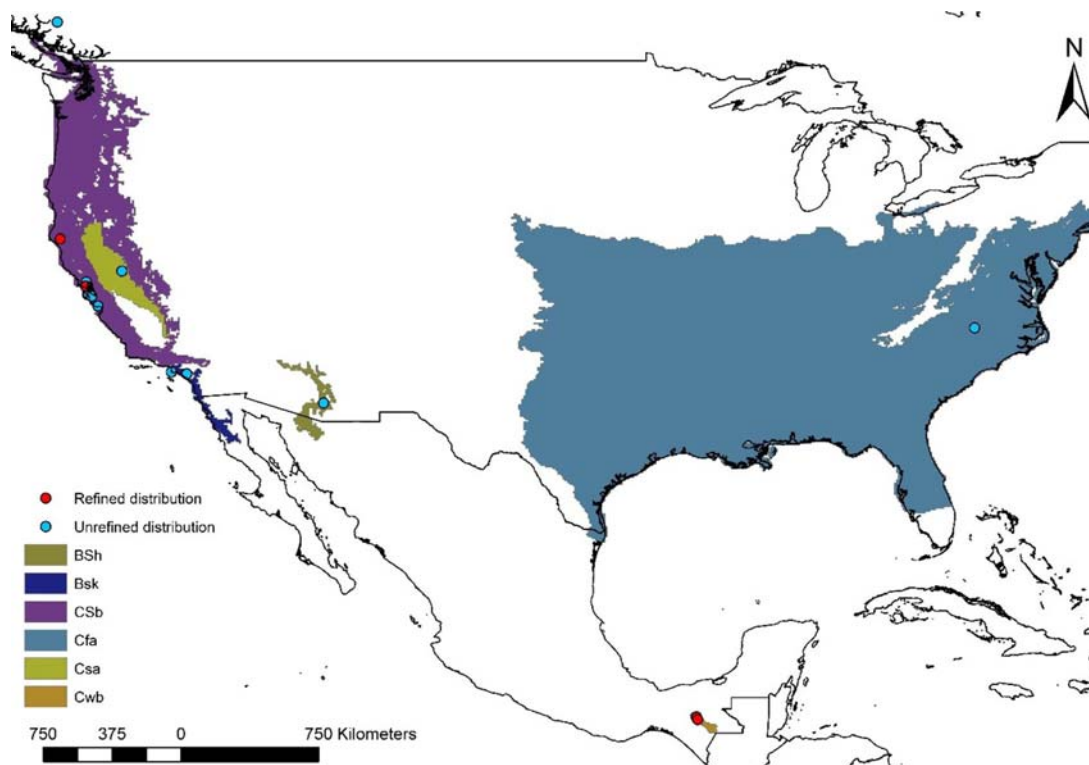 N
Refined distribution
Unrefined distribution
BSh
Bsk
CSb
Cfa
Csa
Cwb
750 375 0 750 Kilometers